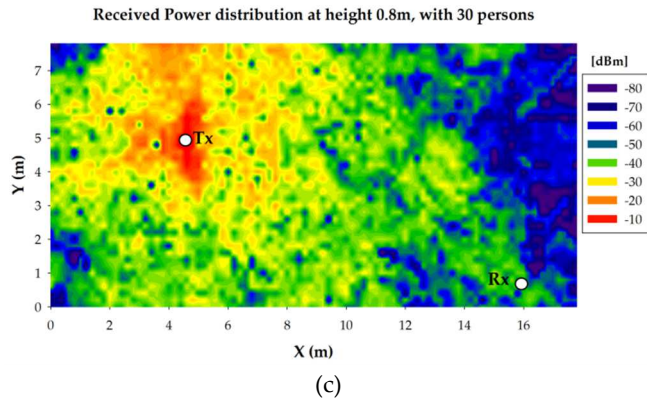 Received Power distribution at height 0.8m, with 30 persons
[dBm]
7
6
5
4
3
2
1
0
Y (m)
Tx
Rx
-80
-70
-60
-50
-40
-30
-20
-10
0 2 4 6 8 10 12 14 16
X (m)
(c)